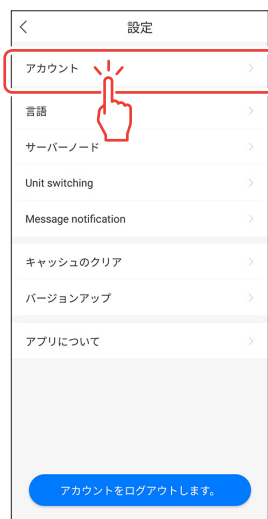 設定
アカウント
言語
サーバーノード
Unit switching
Message notification
キャッシュのクリア
バージョンアップ
アプリについて
アカウントをログアウトします。